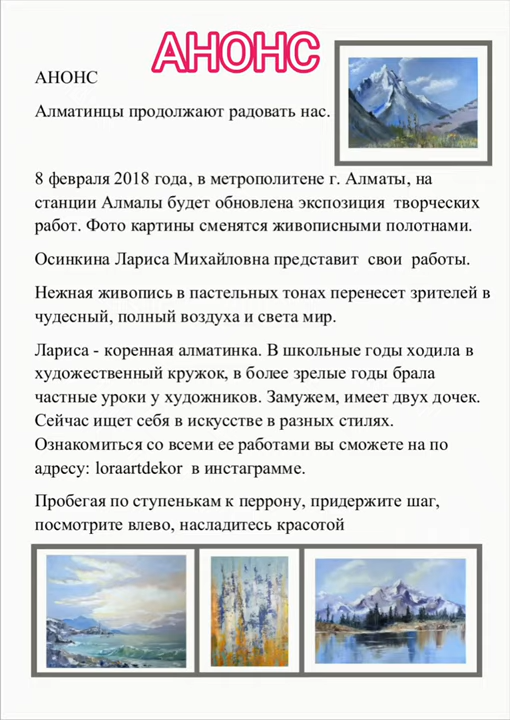 АНОНС
АНОНС
Алматинцы продолжают радовать нас.
8 февраля 2018 года, в метрополитене г. Алматы, на
станции Алмалы будет обновлена экспозиция творческих
работ. Фото картины сменятся живописными полотнами.
Осинкина Лариса Михайловна представит свои работы.
Нежная живопись в пастельных тонах перенесет зрителей в
чудесный, полный воздуха и света мир.
Лариса - коренная алматинка. В школьные годы ходила в
художественный кружок, в более зрелые годы брала
частные уроки у художников. Замужем, имеет двух дочек.
Сейчас ищет себя в искусстве в разных стилях.
Ознакомиться со всеми ее работами вы сможете на по
адресу: loraartdekor в инстаграмме.
Пробегая по ступенькам к перрону, придержите шаг,
посмотрите влево, насладитесь красотой